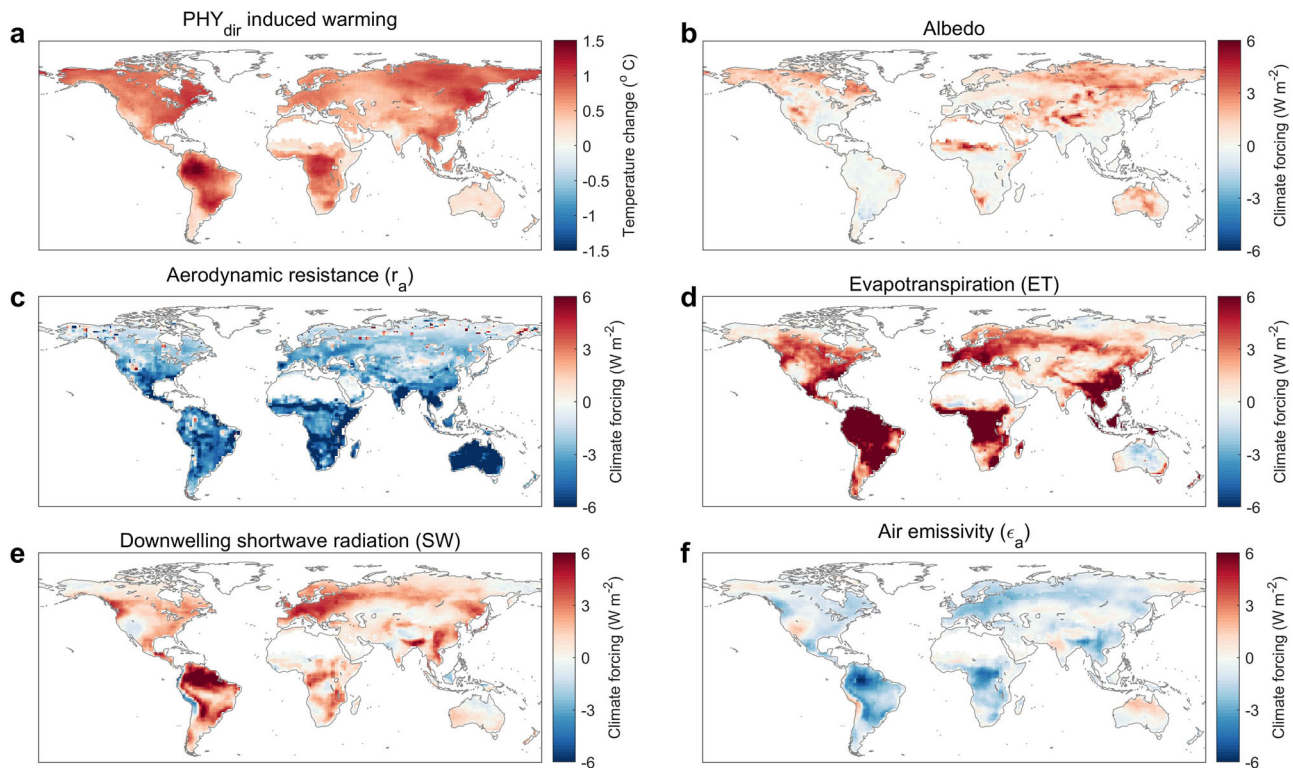 a
PHY_dir induced warming
1.5
1
0.5
0
-0.5
-1
-1.5
Temperature change (° C)
b
Albedo
6
3
0
-3
-6
Climate forcing (W m-2)
c
Aerodynamic resistance (r_a)
6
3
0
-3
-6
Climate forcing (W m-2)
d
Evapotranspiration (ET)
6
3
0
-3
-6
Climate forcing (W m-2)
e
Downwelling shortwave radiation (SW)
6
3
0
-3
-6
Climate forcing (W m-2)
f
Air emissivity (ϵ_a)
6
3
0
-3
-6
Climate forcing (W m-2)